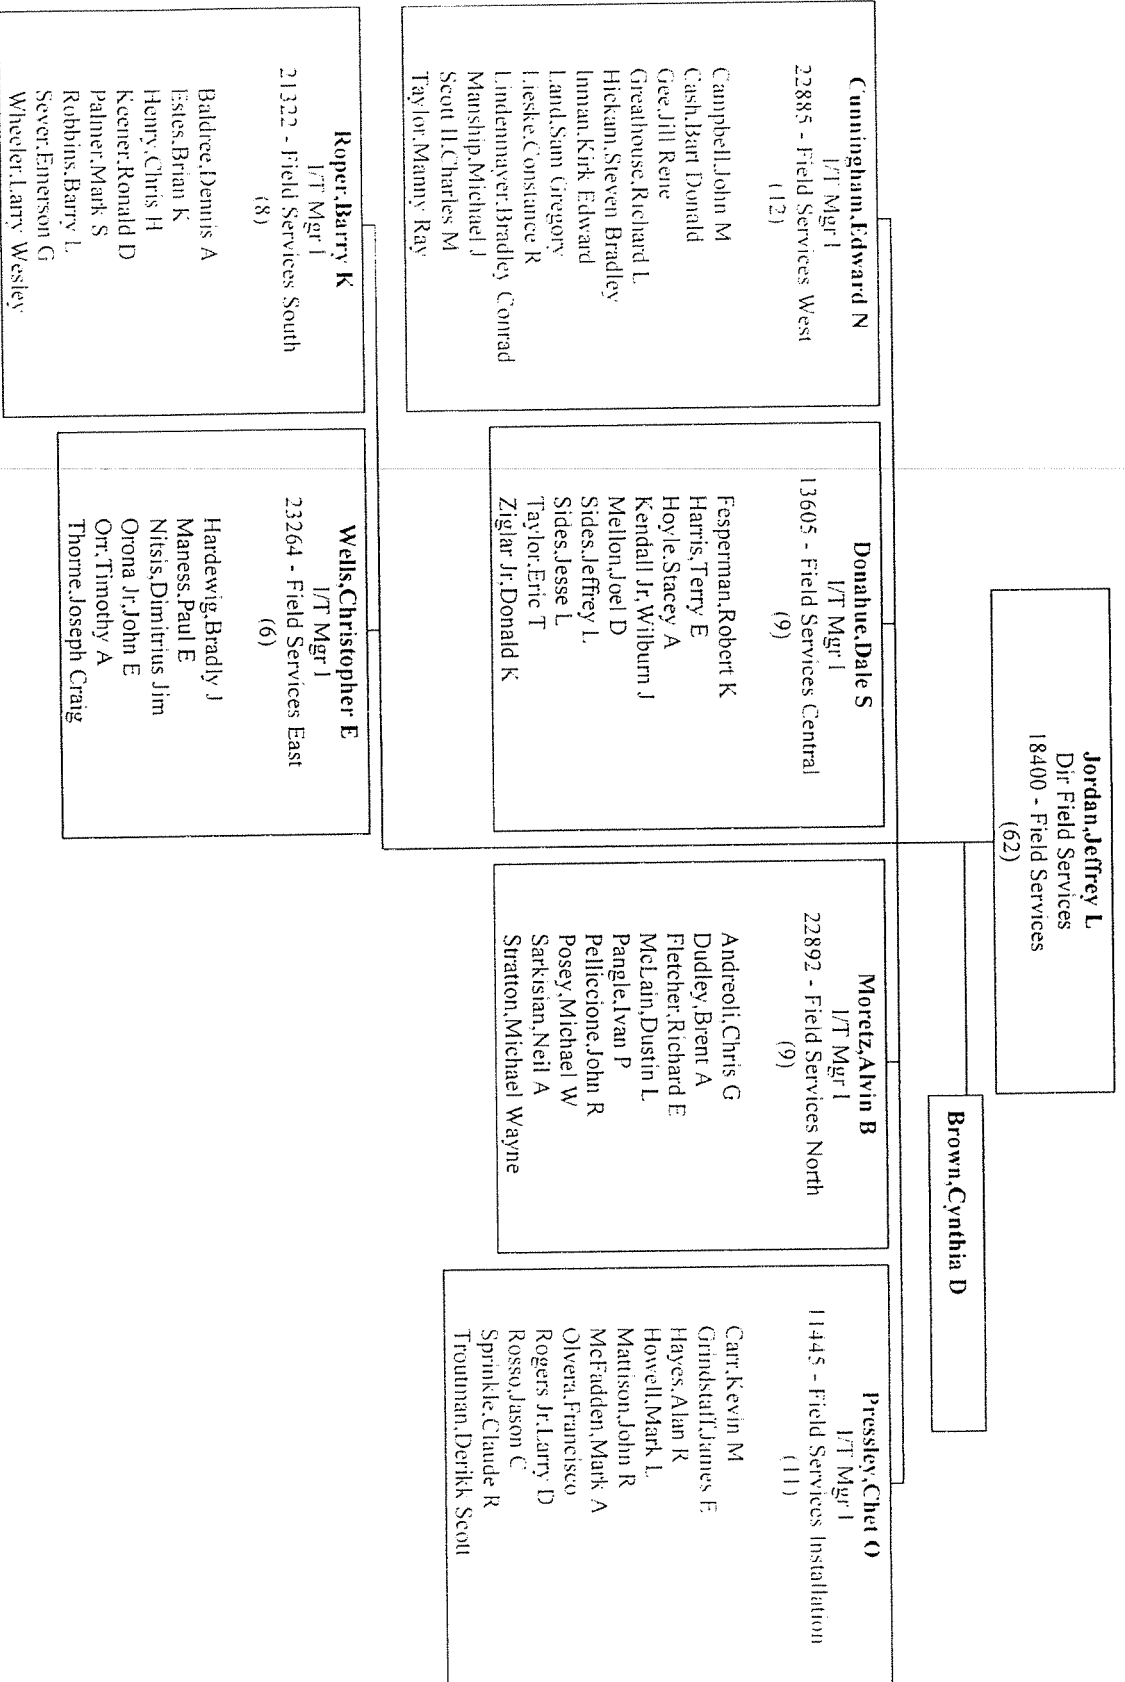 Jordan,Jeffrey L
Dir Field Services
18400 - Field Services
(62)
Brown,Cynthia D
Cunningham,Edward N
I/T Mgr I
22885 - Field Services West
(12)
Campbell,John M
Cash,Bart Donald
Gee,Jill Rene
Greathouse,Richard L
Hickam,Steven Bradley
Inman,Kirk Edward
Land,Sam Gregory
Lieske,Constance R
Lindenmayer,Bradley Conrad
Manship,Michael J
Scott II,Charles M
Taylor,Manny Ray
Donahue,Dale S
I/T Mgr I
13605 - Field Services Central
(9)
Fesperman,Robert K
Harris,Terry E
Hoyle,Stacey A
Kendall Jr,Wilburn J
Mellon,Joel D
Sides,Jeffrey L
Sides,Jesse L
Taylor,Eric T
Ziglar Jr,Donald K
Moretz,Alvin B
I/T Mgr I
22892 - Field Services North
(9)
Andreoli,Chris G
Dudley,Brent A
Fletcher,Richard E
McLain,Dustin L
Pangle,Ivan P
Pelliccione,John R
Posey,Michael W
Sarkisian,Neil A
Stratton,Michael Wayne
Pressley,Chet O
I/T Mgr I
11445 - Field Services Installation
(11)
Carr,Kevin M
Grindstaff,James E
Hayes,Alan R
Howell,Mark L
Mattison,John R
McFadden,Mark A
Olvera,Francisco
Rogers Jr,Larry D
Rosso,Jason C
Sprinkle,Claude R
Troutman,Derikk Scott
Roper,Barry K
I/T Mgr I
21322 - Field Services South
(8)
Baldree,Dennis A
Estes,Brian K
Henry,Chris H
Keener,Ronald D
Palmer,Mark S
Robbins,Barry L
Sever,Emerson G
Wheeler,Larry Wesley
Wells,Christopher E
I/T Mgr I
23264 - Field Services East
(6)
Hardewig,Bradly J
Maness,Paul E
Nitsis,Dimitrius Jim
Orona Jr,John E
Orr,Timothy A
Thorne,Joseph Craig